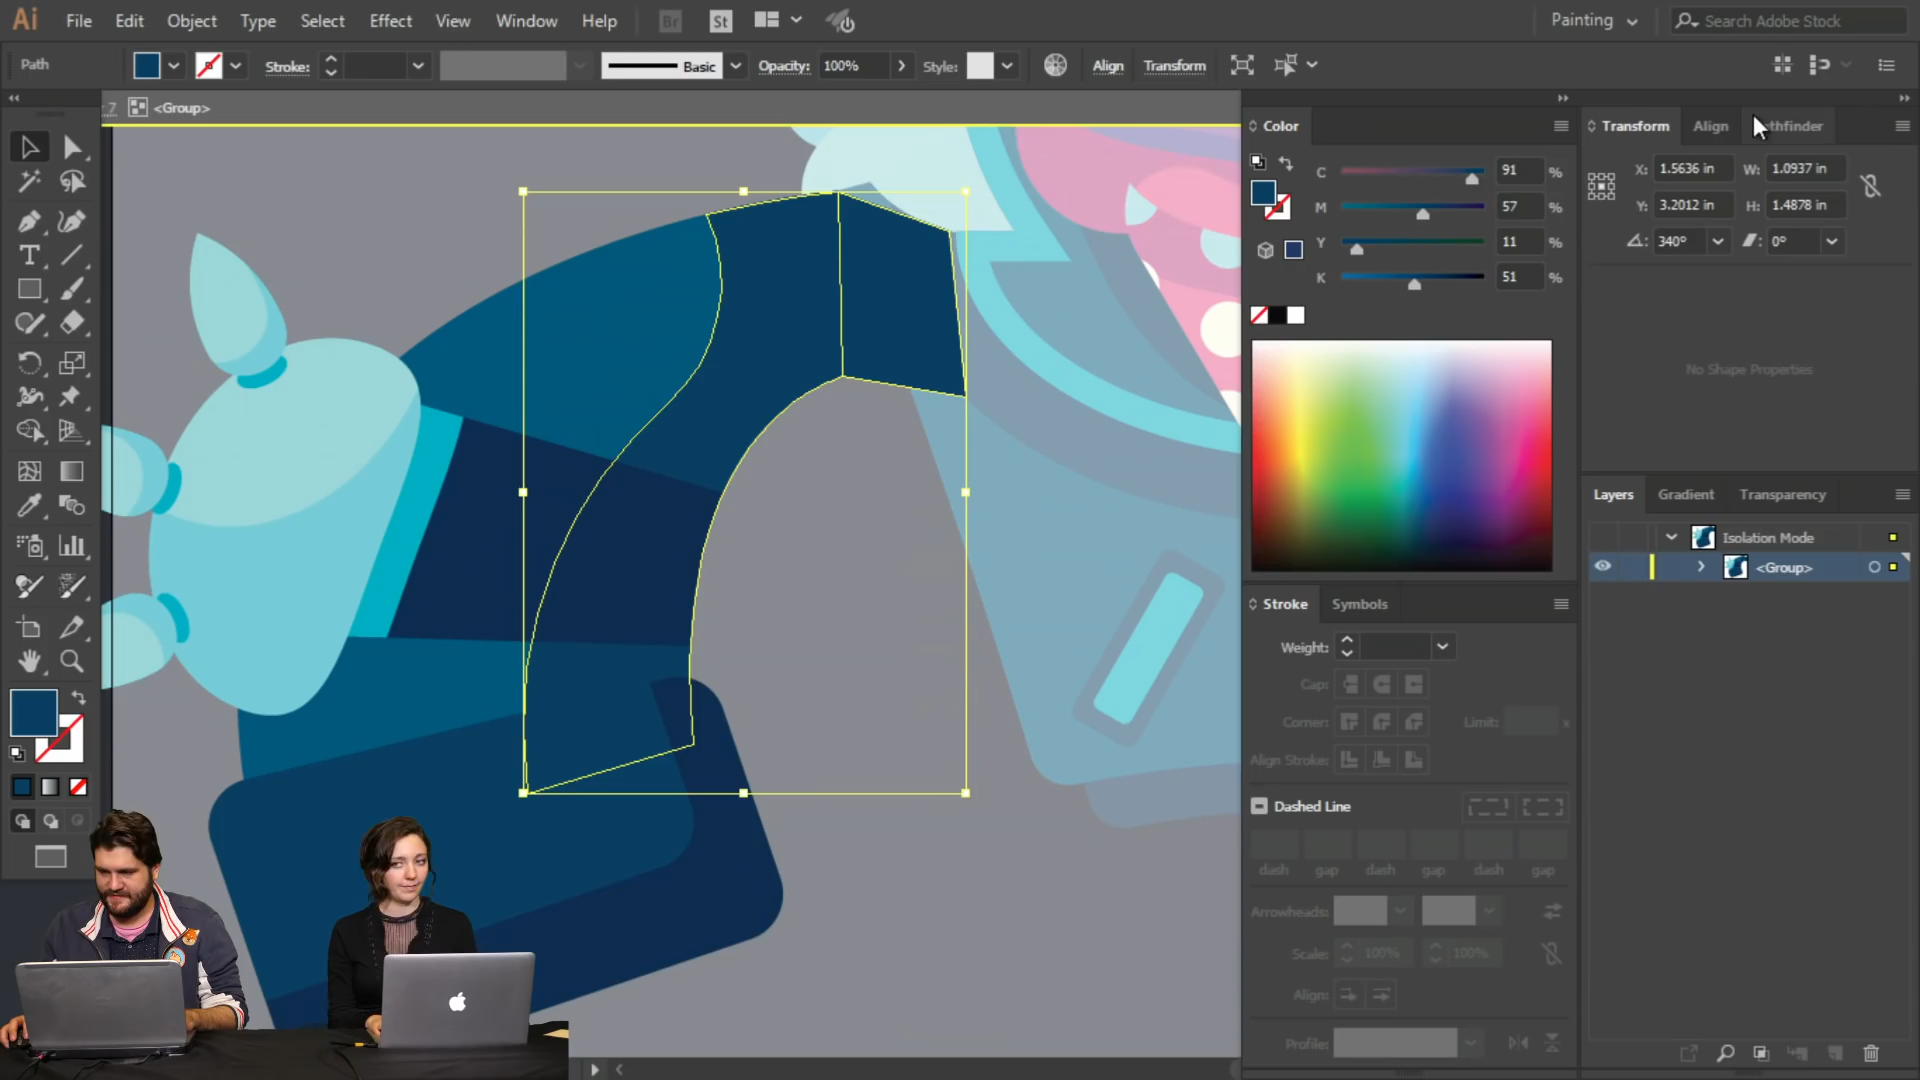 Ai File Edit Object Type Select Effect View Window Help Br St Painting Search Adobe Stock
Path Stroke: Basic Opacity: 100% Style: Align Transform
7 <Group>
Color
Transform Align thfinder
C 91 %
M 57 %
Y 11 %
K 51 %
X: 1.5636 in W: 1.0937 in
Y: 3.2012 in H: 1.4878 in
340° 0°
No Shape Properties
Layers Gradient Transparency
Isolation Mode
<Group>
Stroke Symbols
Weight:
Cap:
Corner: Limit: x
Align Stroke:
Dashed Line
dash gap dash gap dash gap
Arrowheads:
Scale: 100% 100%
Align:
Profile: